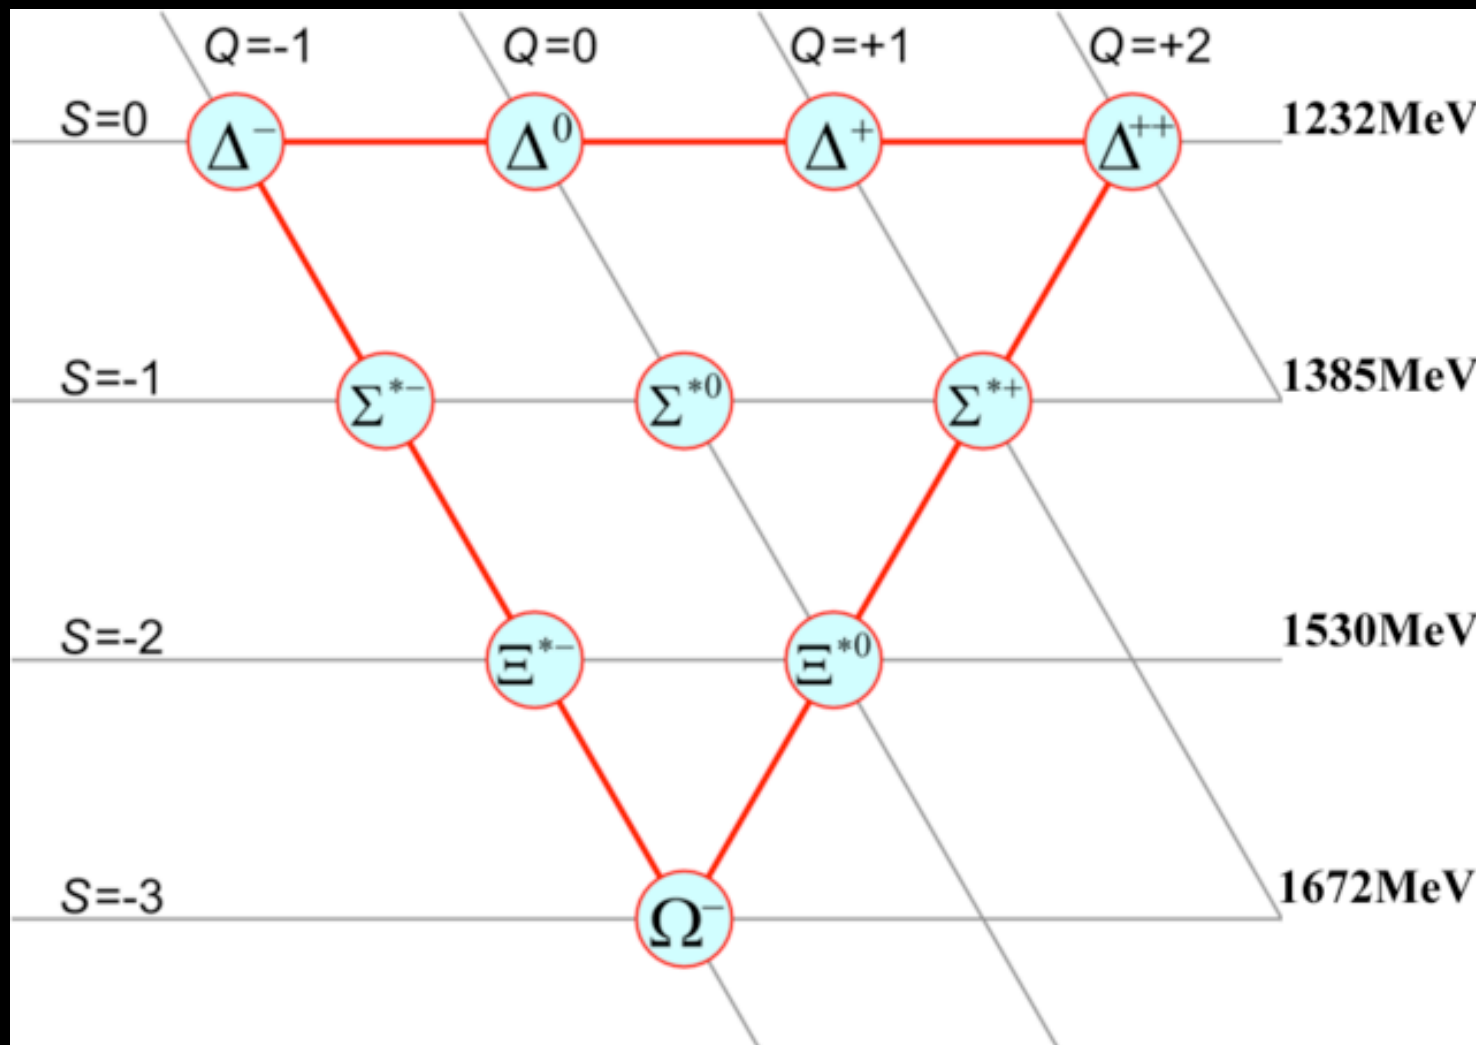 Q=-1 Q=0 Q=+1 Q=+2
S=0 Δ⁻ Δ⁰ Δ⁺ Δ⁺⁺ 1232MeV
S=-1 Σ*⁻ Σ*⁰ Σ*⁺ 1385MeV
S=-2 Ξ*⁻ Ξ*⁰ 1530MeV
S=-3 Ω⁻ 1672MeV